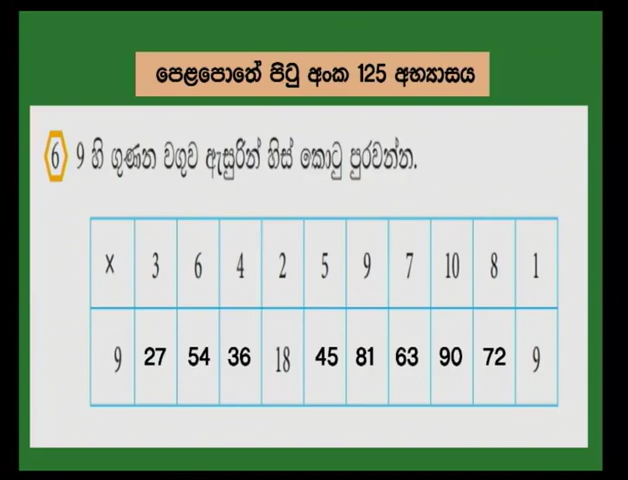 පෙළපොතේ පිටු අංක 125 අභ්‍යාසය
6 9 හි ගුණන වගුව ඇසුරින් හිස් කොටු පුරවන්න.
× 3 6 4 2 5 9 7 10 8 1
9 27 54 36 18 45 81 63 90 72 9